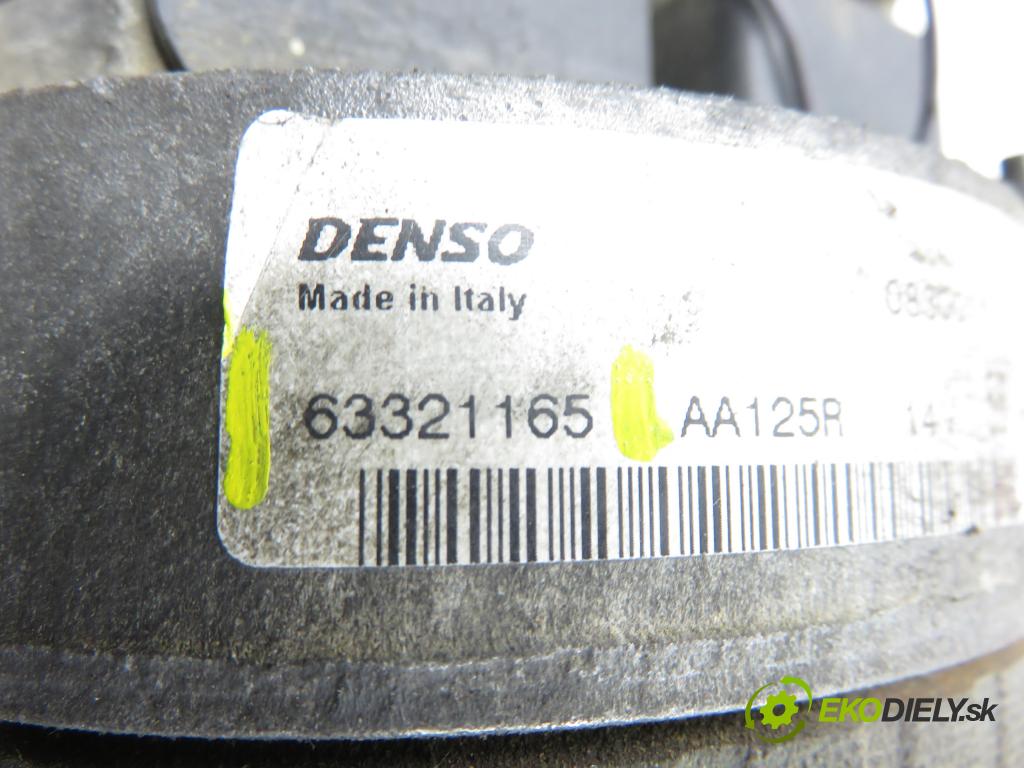 DENSO
Made in Italy
63321165 AA125R
EKODIELY.sk